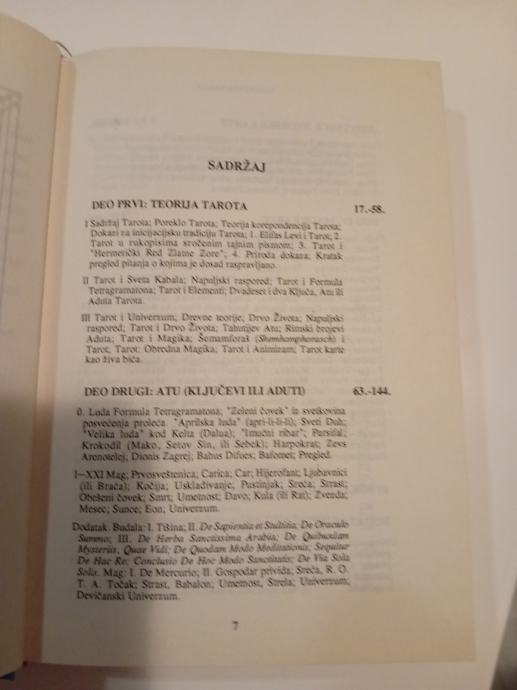 SADRŽAJ
DEO PRVI: TEORIJA TAROTA 17.-58.
I Sadržaj Tarota; Poreklo Tarota; Teorija korepondencija Tarota;
Dokazi za inicijacijsku tradiciju Tarota; 1. Elifas Levi i Tarot; 2.
Tarot u rukopisima sročenim tajnim pismom; 3. Tarot i
"Hermetički Red Zlatne Zore"; 4. Priroda dokaza; Kratak
pregled pitanja o kojima je dosad raspravljano.
II Tarot i Sveta Kabala; Napuljski raspored; Tarot i Formula
Tetragramatona; Tarot i Elementi; Dvadeset i dva Ključa, Atu ili
Aduta Tarota.
III Tarot i Univerzum; Drevne teorije; Drvo Života; Napuljski
raspored; Tarot i Drvo Života; Tahutijev Atu; Rimski brojevi
Aduta; Tarot i Magika; Šemamforaš (Shemhamphorasch) i
Tarot; Tarot: Obredna Magika; Tarot i Animizam; Tarot karte
kao živa bića.
DEO DRUGI: ATU (KLJUČEVI ILI ADUTI) 63.-144.
0. Luda Formula Tetragramatona; "Zeleni čovek" iz svetkovina
posvećenja proleća. "Aprilska luda" (apri-li-li-li); Sveti Duh;
"Velika luda" kod Kelta (Dalua); "Imućni ribar"; Parsifal;
Krokodil (Mako, Setov Sin, ili Sebek); Harpokrat; Zevs
Arenotelej; Dionis Zagrej; Bahus Difues; Bafomet; Pregled.
I—XXI Mag; Prvosveštenica; Carica; Car; Hijerofant; Ljubavnici
(ili Braća); Kočija; Usklađivanje; Pustinjak; Sreća; Strast;
Obešeni čovek; Smrt; Umetnost; Đavo; Kula (ili Rat); Zvezda;
Mesec; Sunce; Eon; Univerzum.
Dodatak. Budala: I. Tišina; II. De Sapientia et Stultitia; De Oraculo
Summo; III. De Herba Sanctissima Arabia; De Quibusdam
Mysteriis, Quae Vidi; De Quodam Modo Meditationis; Sequitur
De Hac Re; Conclusio De Hoc Modo Sanctitatis; De Via Sola
Solis. Mag: I. De Mercurio; II. Gospodar privida; Sreća, R. O.
T. A. Točak; Strast, Babalon; Umetnost, Strela; Univerzum,
Devičanski Univerzum.
7